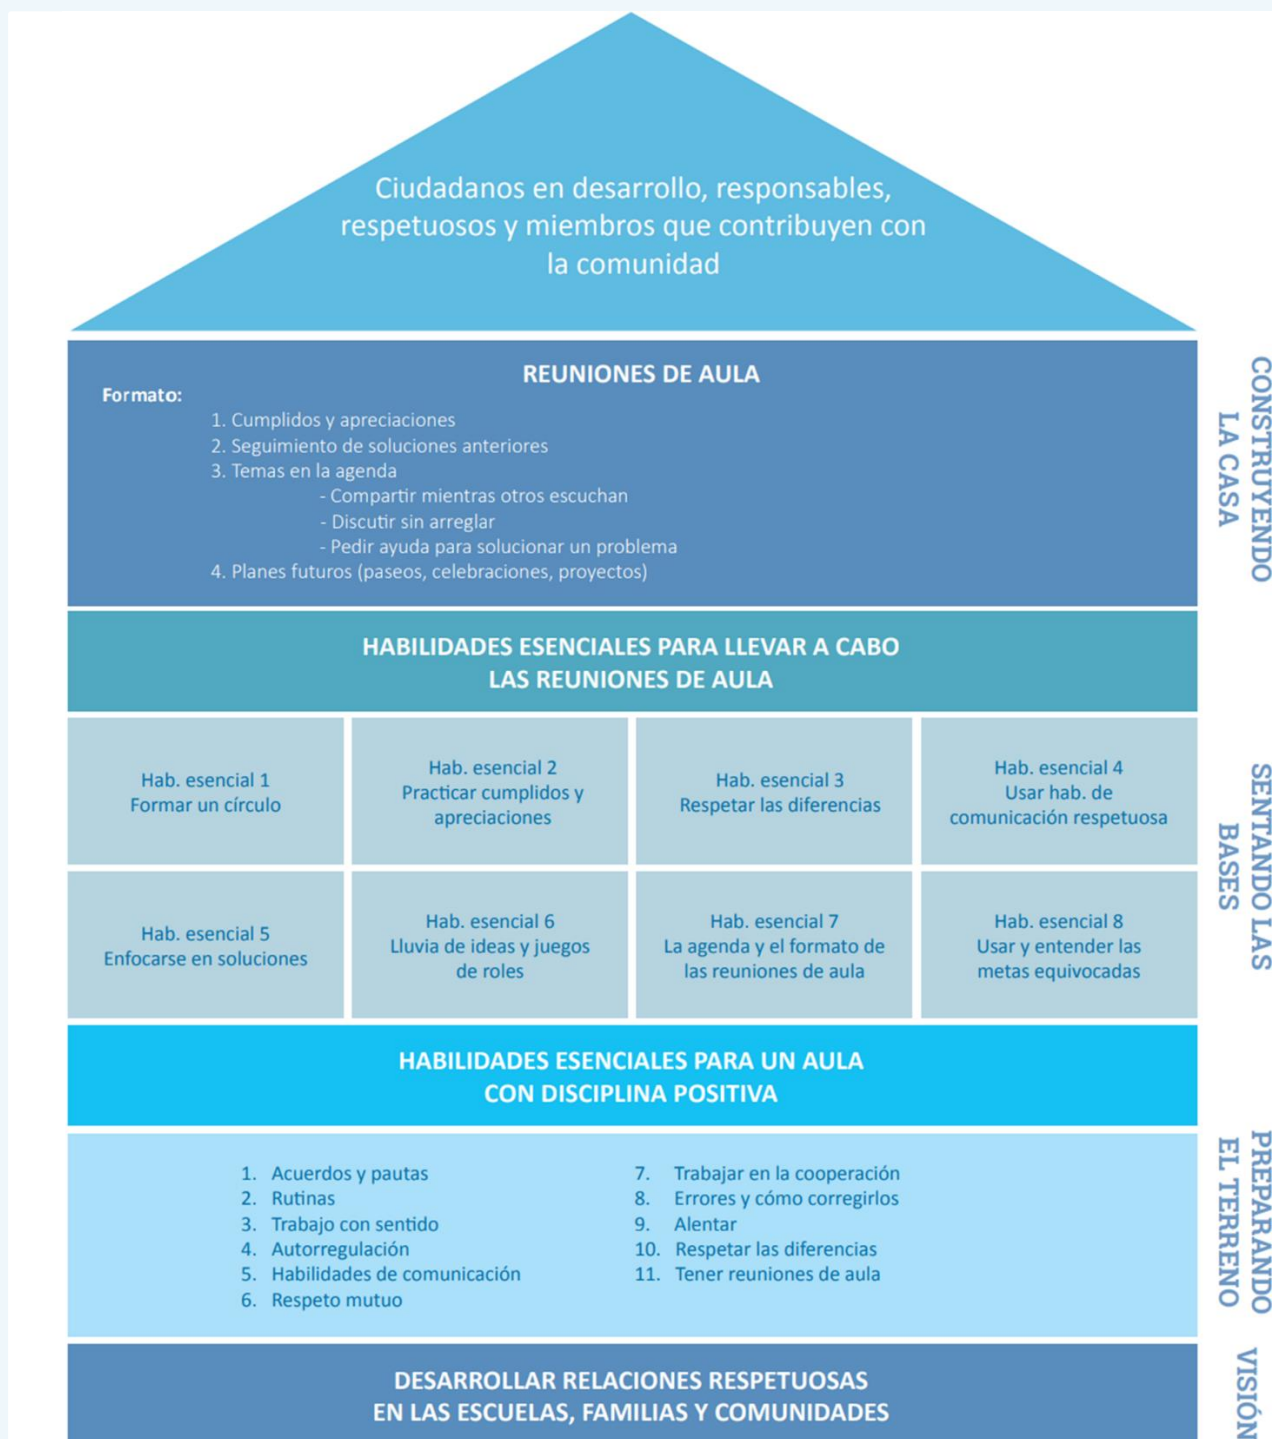 Ciudadanos en desarrollo, responsables,
respetuosos y miembros que contribuyen con
la comunidad
REUNIONES DE AULA
Formato:
1. Cumplidos y apreciaciones
2. Seguimiento de soluciones anteriores
3. Temas en la agenda
- Compartir mientras otros escuchan
- Discutir sin arreglar
- Pedir ayuda para solucionar un problema
4. Planes futuros (paseos, celebraciones, proyectos)
CONSTRUYENDO
LA CASA
HABILIDADES ESENCIALES PARA LLEVAR A CABO
LAS REUNIONES DE AULA
Hab. esencial 1
Formar un círculo
Hab. esencial 2
Practicar cumplidos y
apreciaciones
Hab. esencial 3
Respetar las diferencias
Hab. esencial 4
Usar hab. de
comunicación respetuosa
Hab. esencial 5
Enfocarse en soluciones
Hab. esencial 6
Lluvia de ideas y juegos
de roles
Hab. esencial 7
La agenda y el formato de
las reuniones de aula
Hab. esencial 8
Usar y entender las
metas equivocadas
SENTANDO LAS
BASES
HABILIDADES ESENCIALES PARA UN AULA
CON DISCIPLINA POSITIVA
1. Acuerdos y pautas
2. Rutinas
3. Trabajo con sentido
4. Autorregulación
5. Habilidades de comunicación
6. Respeto mutuo
7. Trabajar en la cooperación
8. Errores y cómo corregirlos
9. Alentar
10. Respetar las diferencias
11. Tener reuniones de aula
PREPARANDO
EL TERRENO
DESARROLLAR RELACIONES RESPETUOSAS
EN LAS ESCUELAS, FAMILIAS Y COMUNIDADES
VISIÓN